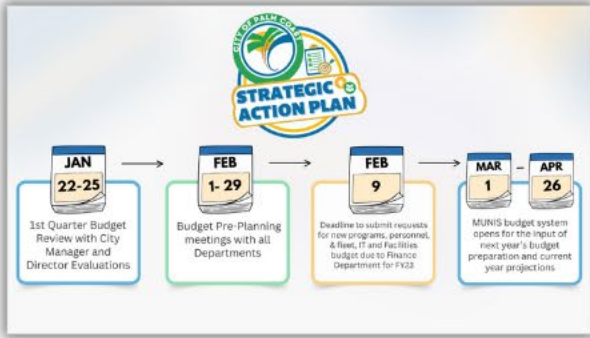 CITY OF PALM COAST
STRATEGIC
ACTION PLAN
JAN
22-25
1st Quarter Budget
Review with City
Manager and
Director Evaluations
FEB
1- 29
Budget Pre-Planning
meetings with all
Departments
FEB
9
Deadline to submit requests
for new programs, personnel,
& fleet, IT and Facilities
budget due to Finance
Department for FY23
MAR – APR
1 26
MUNIS budget system
opens for the input of
next year's budget
preparation and current
year projections